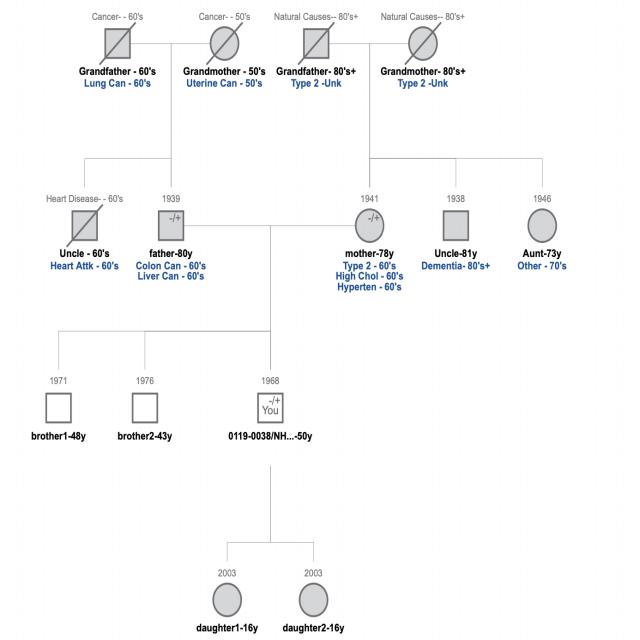 Cancer- - 60's
Cancer- - 50's
Natural Causes-- 80's+
Natural Causes-- 80's+
Grandfather - 60's
Lung Can - 60's
Grandmother - 50's
Uterine Can - 50's
Grandfather- 80's+
Type 2 -Unk
Grandmother- 80's+
Type 2 -Unk
Heart Disease- - 60's
1939
1941
1938
1946
-/+
-/+
Uncle - 60's
Heart Attk - 60's
father-80y
Colon Can - 60's
Liver Can - 60's
mother-78y
Type 2 - 60's
High Chol - 60's
Hyperten - 60's
Uncle-81y
Dementia- 80's+
Aunt-73y
Other - 70's
1971
1976
1968
-/+
You
brother1-48y
brother2-43y
0119-0038/NH...-50y
2003
2003
daughter1-16y
daughter2-16y